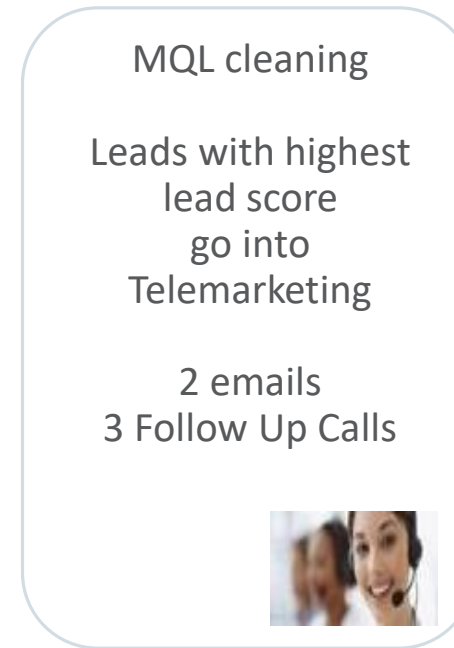 MQL cleaning
Leads with highest
lead score
go into
Telemarketing
2 emails
3 Follow Up Calls